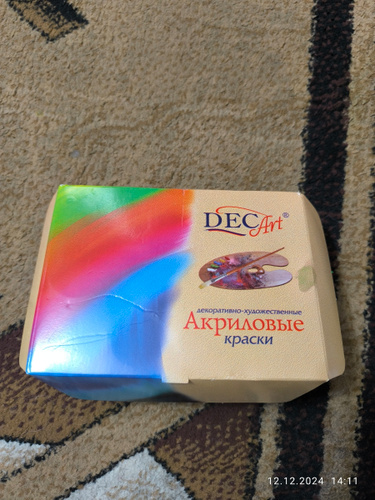 DECArt®
декоративно-художественные
Акриловые
краски
12.12.2024 14:11